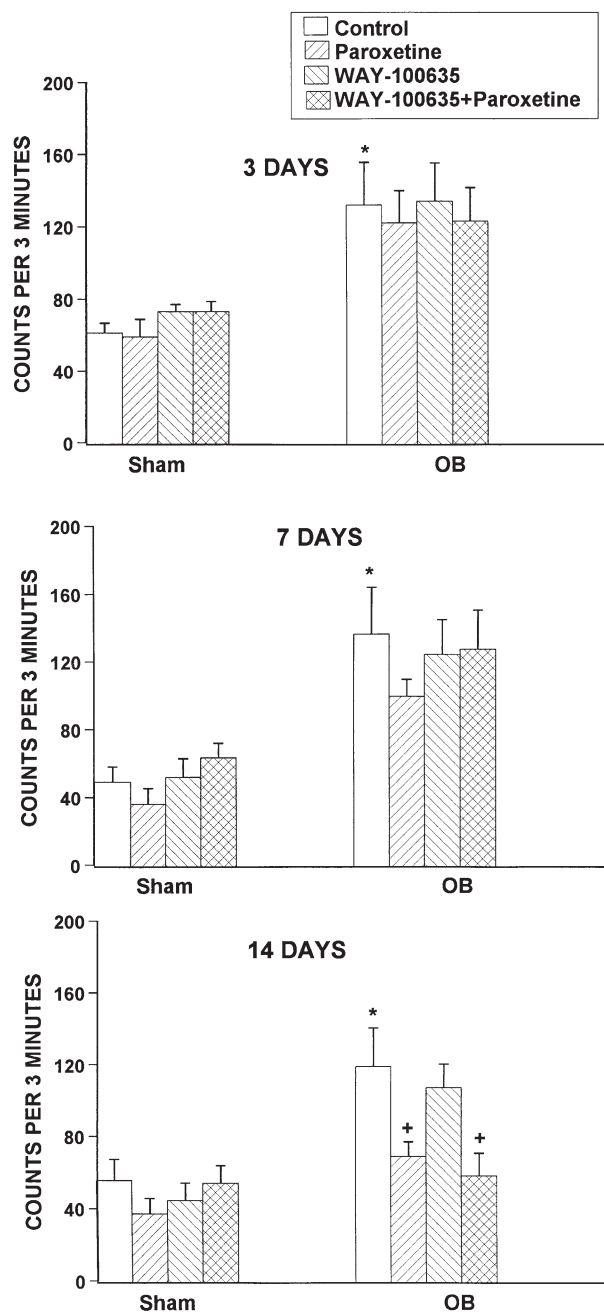 Control
Paroxetine
WAY-100635
WAY-100635+Paroxetine
3 DAYS
COUNTS PER 3 MINUTES
200
160
120
80
40
0
*
Sham
OB
7 DAYS
COUNTS PER 3 MINUTES
200
160
120
80
40
0
*
Sham
OB
14 DAYS
COUNTS PER 3 MINUTES
200
160
120
80
40
0
*
+
+
Sham
OB